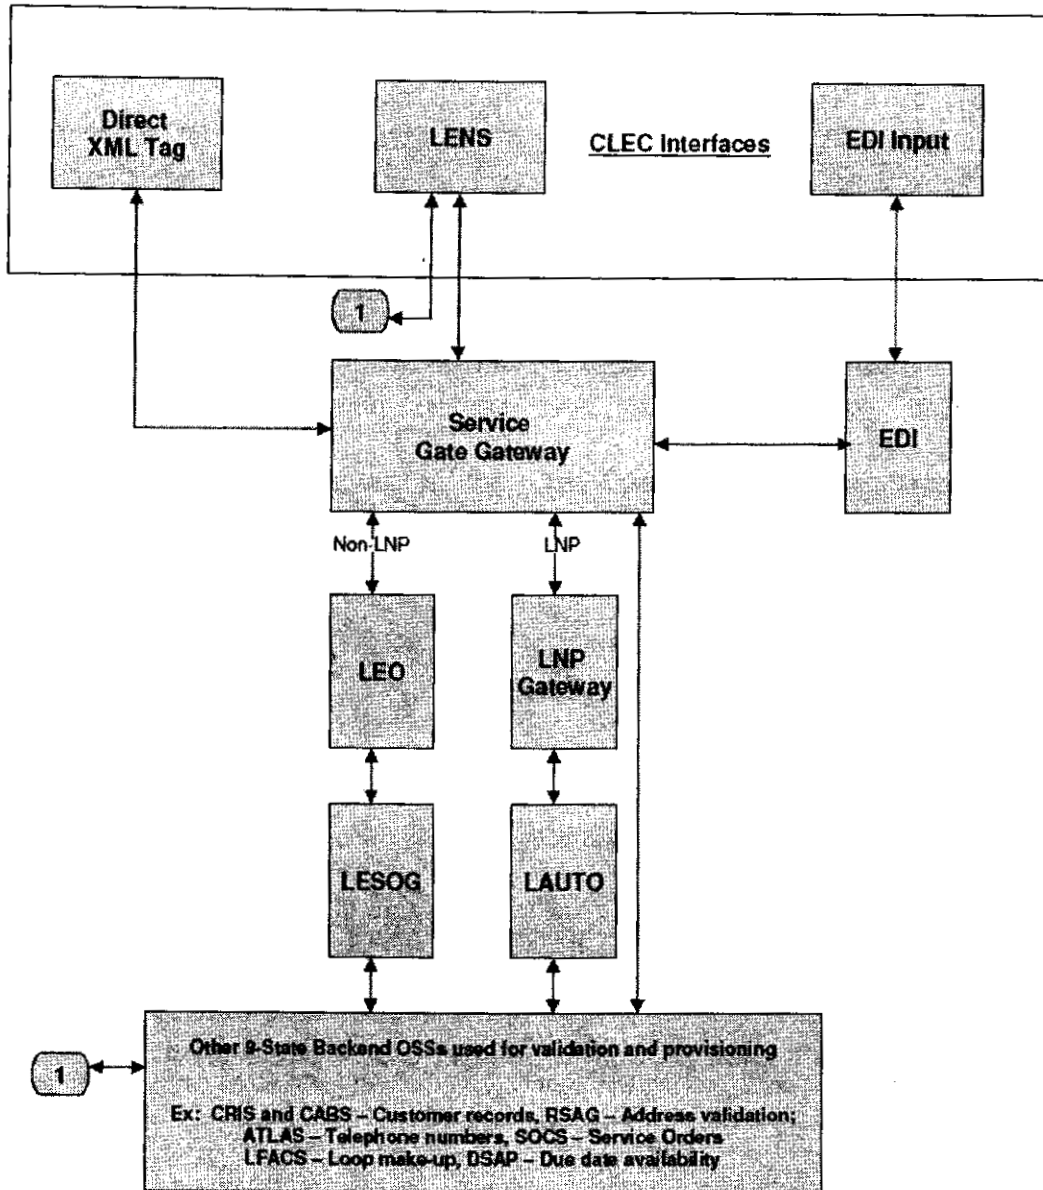 Direct
XML Tag
LENS
CLEC Interfaces
EDI Input
1
Service
Gate Gateway
EDI
Non-LNP
LNP
LEO
LNP
Gateway
LESOG
LAUTO
Other 9-State Backend OSSs used for validation and provisioning
1
Ex: CRIS and CABS – Customer records, RSAG – Address validation;
ATLAS – Telephone numbers, SOCS – Service Orders
LFACS – Loop make-up, DSAP – Due date availability